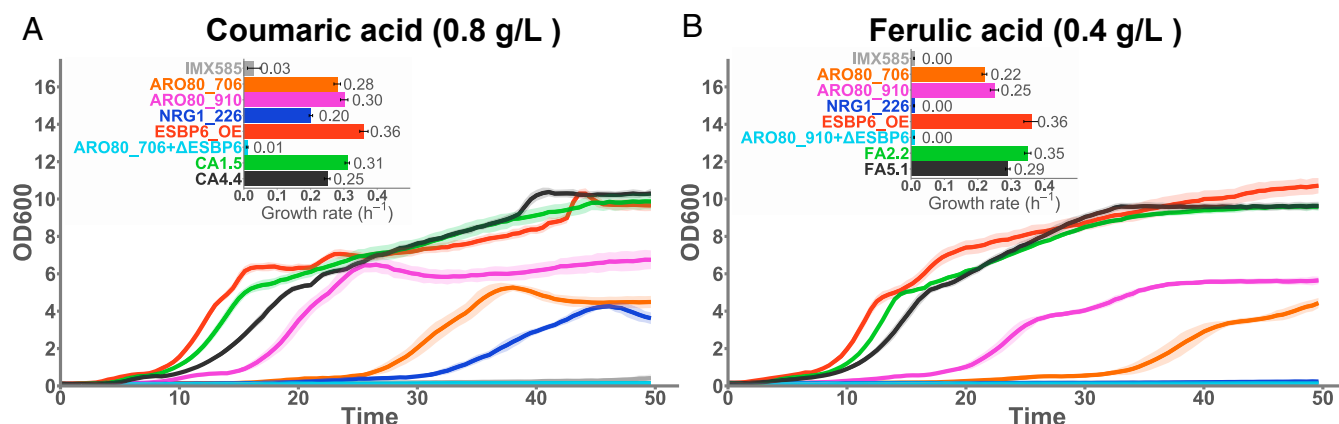 A
Coumaric acid (0.8 g/L )
OD600
16
14
12
10
8
6
4
2
0
IMX585
0.03
ARO80_706
0.28
ARO80_910
0.30
NRG1_226
0.20
ESBP6_OE
0.36
ARO80_706+ΔESBP6
0.01
CA1.5
0.31
CA4.4
0.25
0.0 0.1 0.2 0.3 0.4
Growth rate (h⁻¹)
0 10 20 30 40 50
Time
B
Ferulic acid (0.4 g/L )
OD600
16
14
12
10
8
6
4
2
0
IMX585
0.00
ARO80_706
0.22
ARO80_910
0.25
NRG1_226
0.00
ESBP6_OE
0.36
ARO80_910+ΔESBP6
0.00
FA2.2
0.35
FA5.1
0.29
0.0 0.1 0.2 0.3 0.4
Growth rate (h⁻¹)
0 10 20 30 40 50
Time